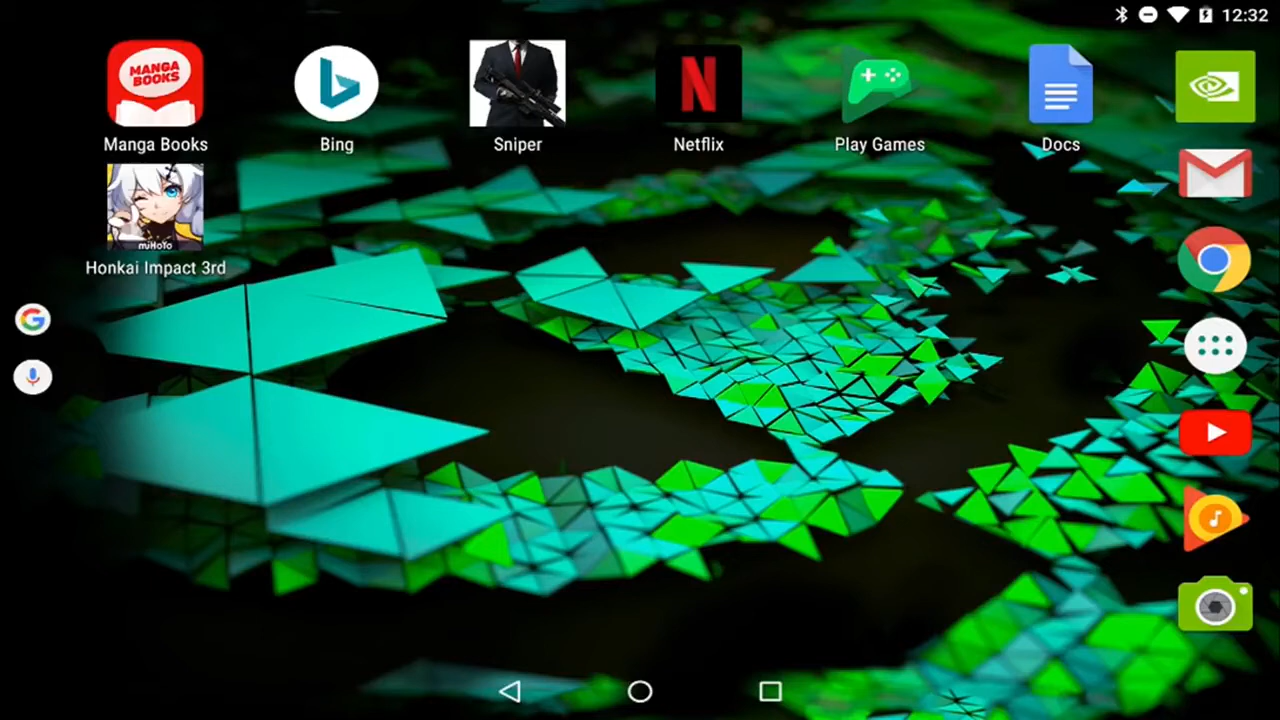 12:32
MANGA
BOOKS
Manga Books
Bing
Sniper
N
Netflix
Play Games
Docs
miHoYo
Honkai Impact 3rd
G